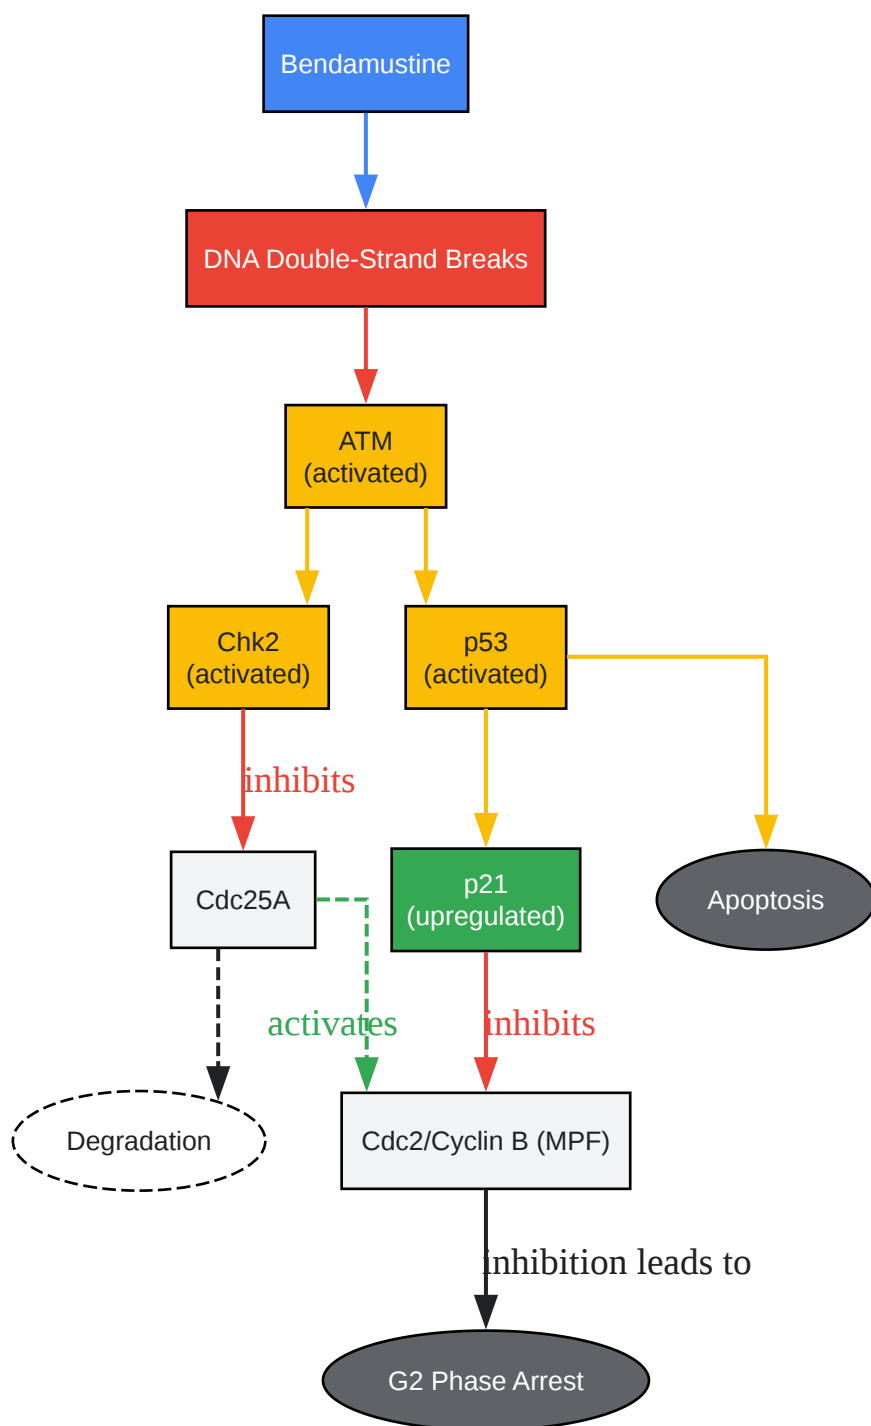 Bendamustine
DNA Double-Strand Breaks
ATM
(activated)
Chk2
(activated)
p53
(activated)
inhibits
Cdc25A
p21
(upregulated)
Apoptosis
activates
inhibits
Degradation
Cdc2/Cyclin B (MPF)
inhibition leads to
G2 Phase Arrest